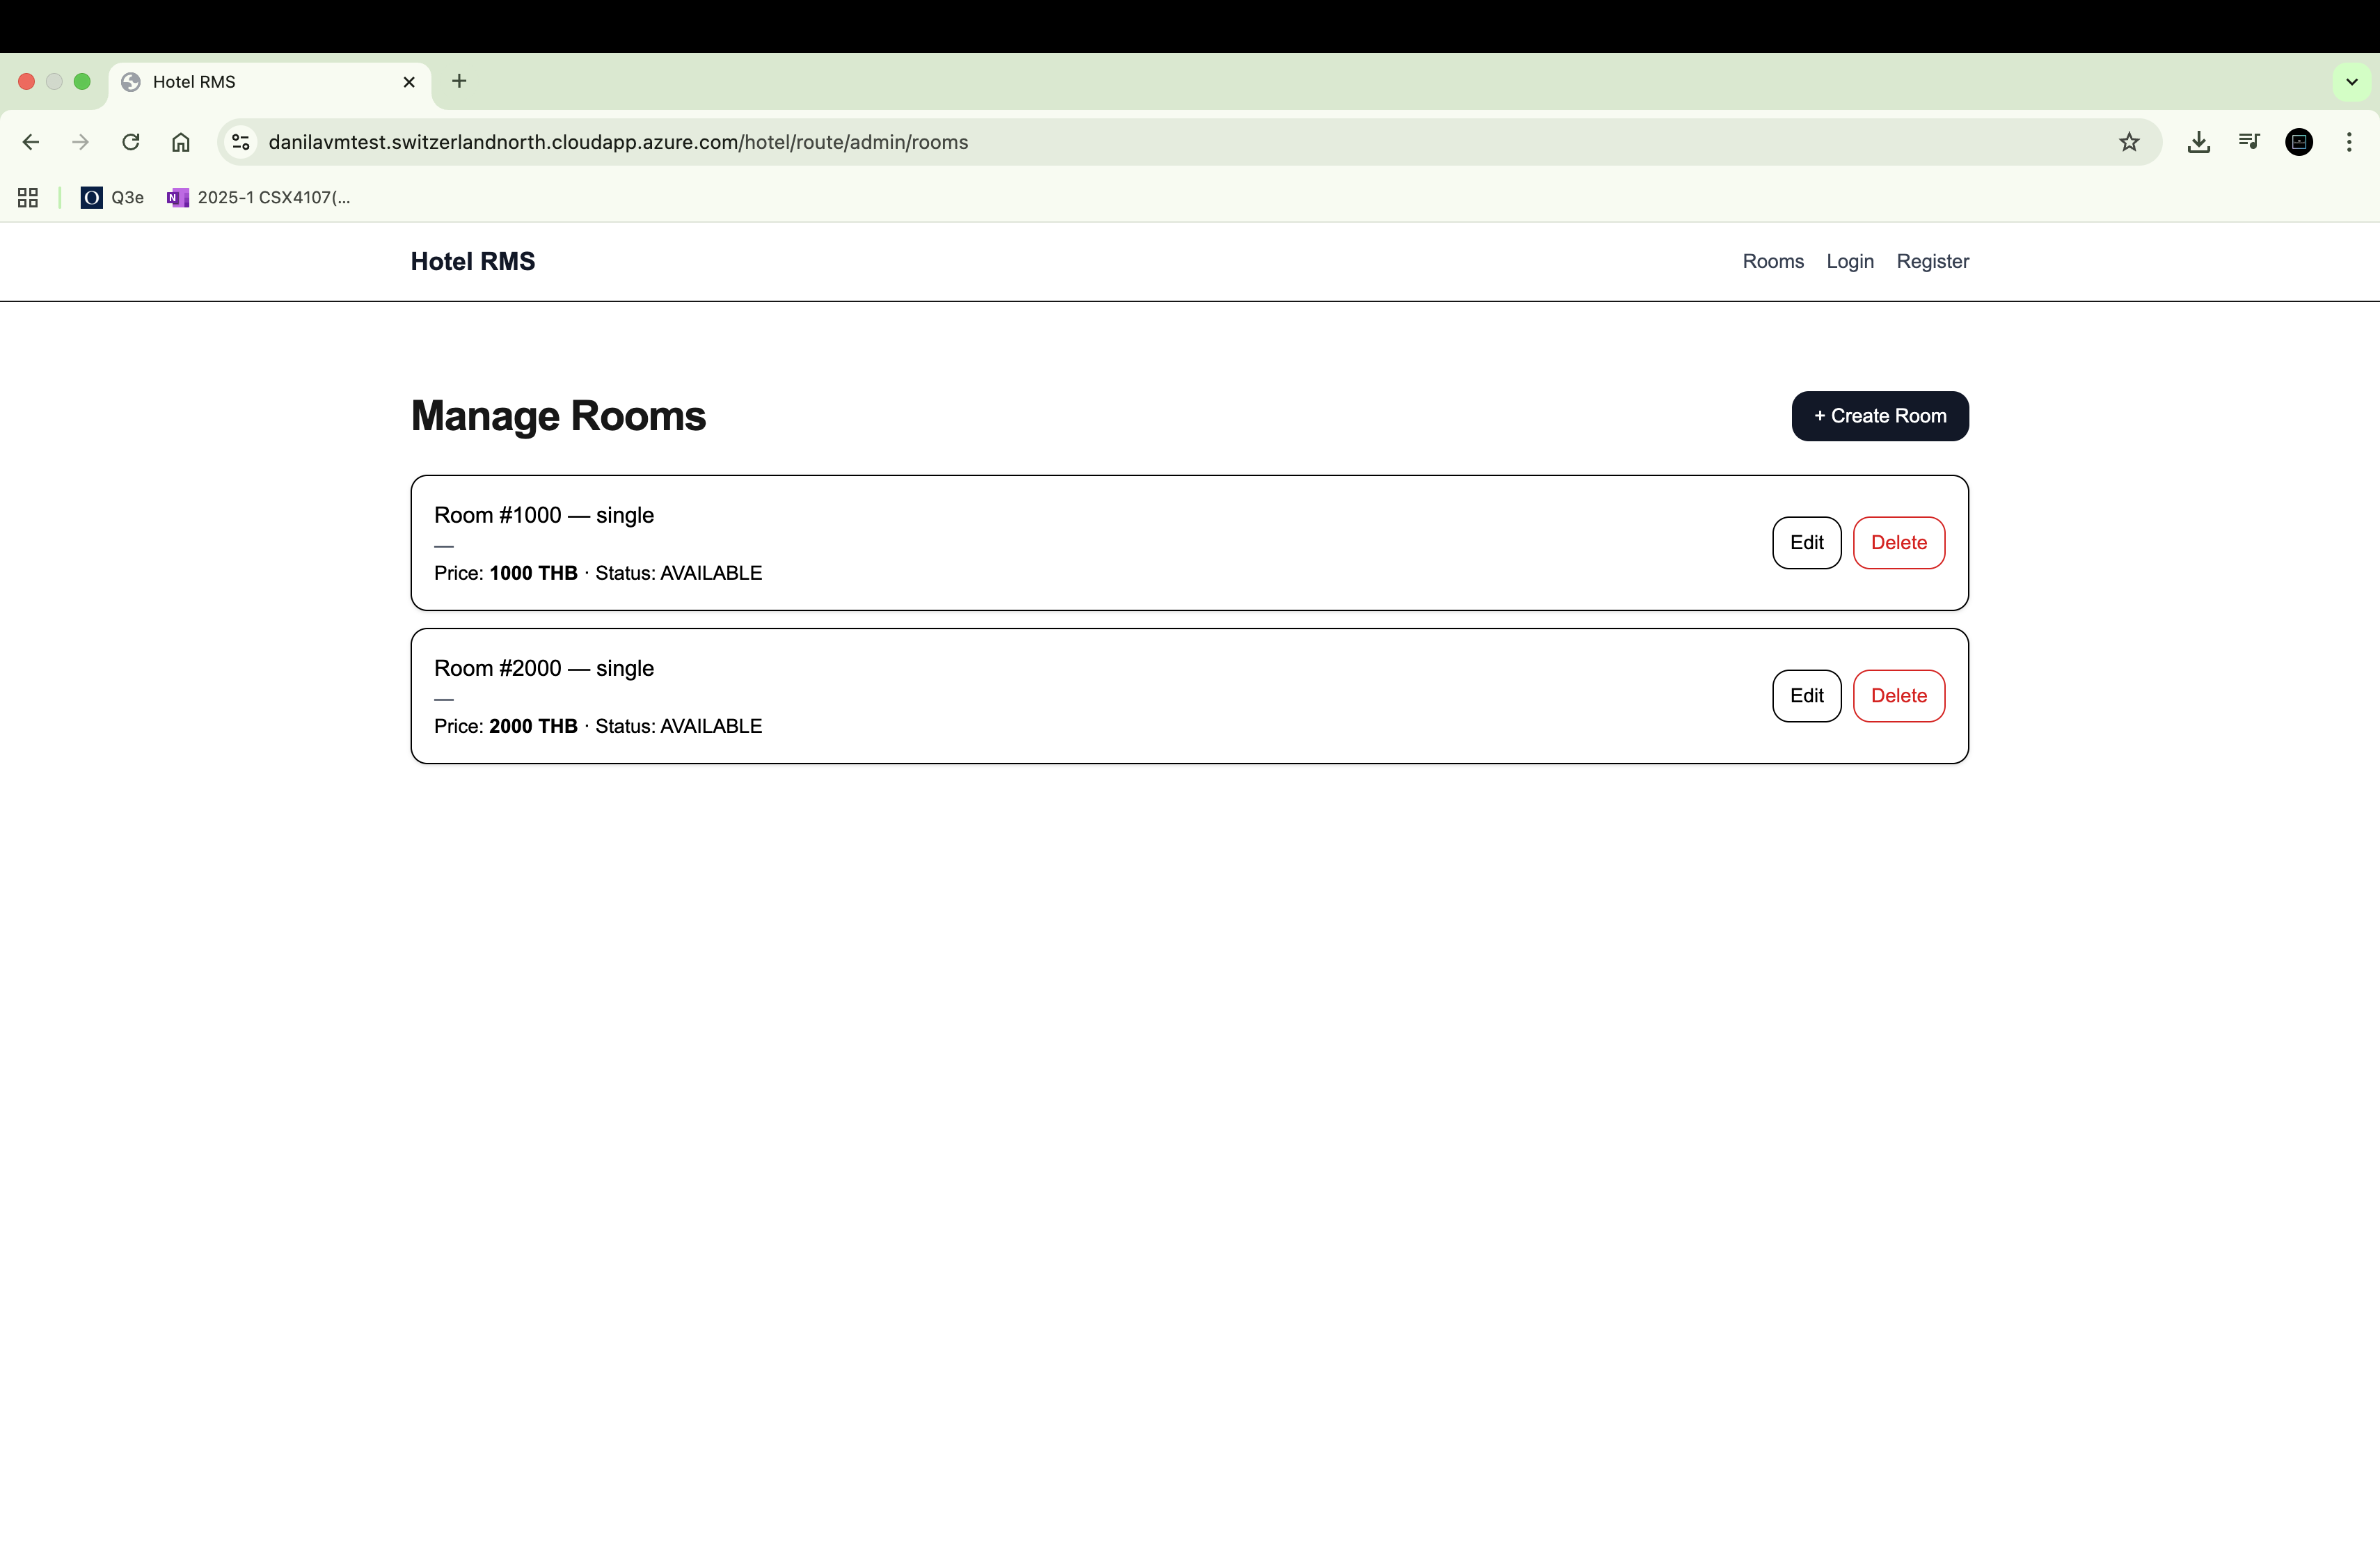 Hotel RMS
danilavmtest.switzerlandnorth.cloudapp.azure.com/hotel/route/admin/rooms
Q3e
2025-1 CSX4107(...
Hotel RMS
Rooms Login Register
Manage Rooms
+ Create Room
Room #1000 — single
—
Price: 1000 THB · Status: AVAILABLE
Edit Delete
Room #2000 — single
—
Price: 2000 THB · Status: AVAILABLE
Edit Delete